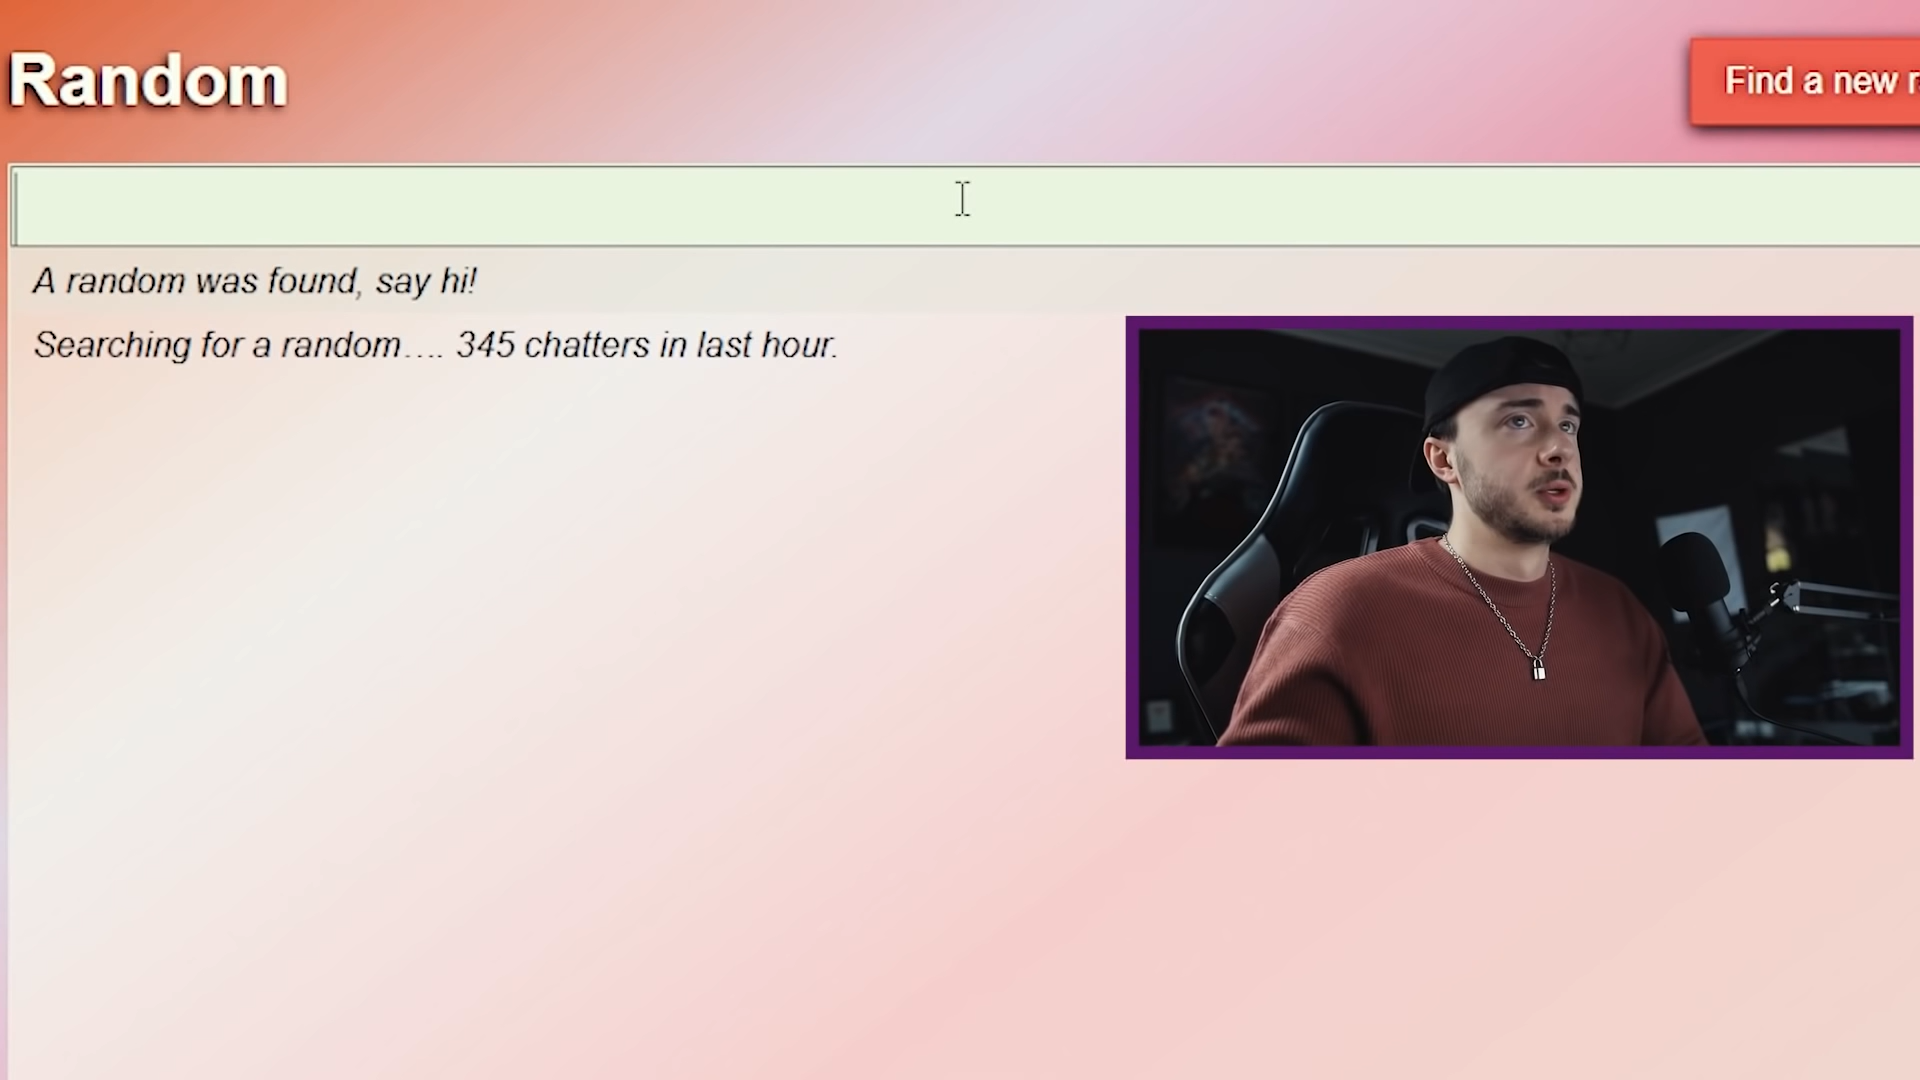 Random
Find a new
A random was found, say hi!
Searching for a random.... 345 chatters in last hour.